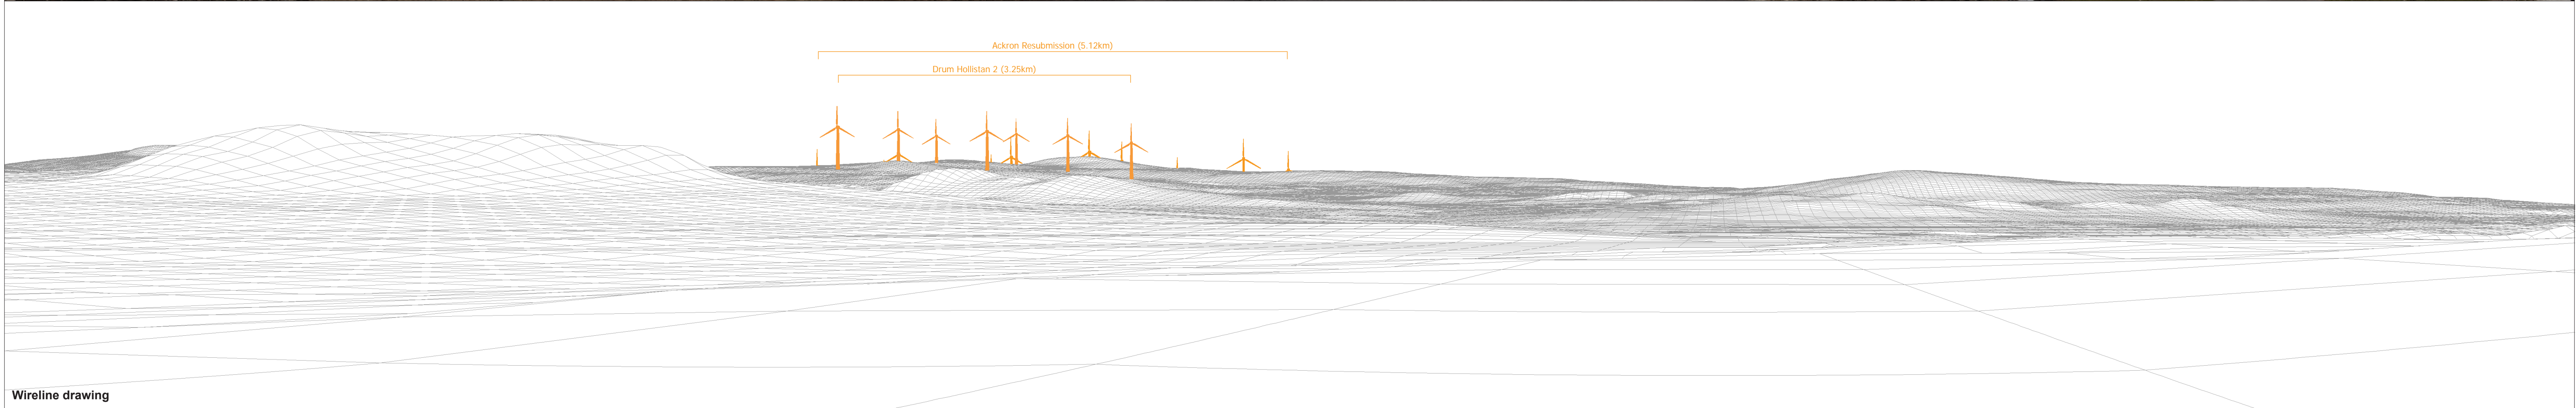 Ackron Resubmission (5.12km)
Drum Hollistan 2 (3.25km)
Wireline drawing